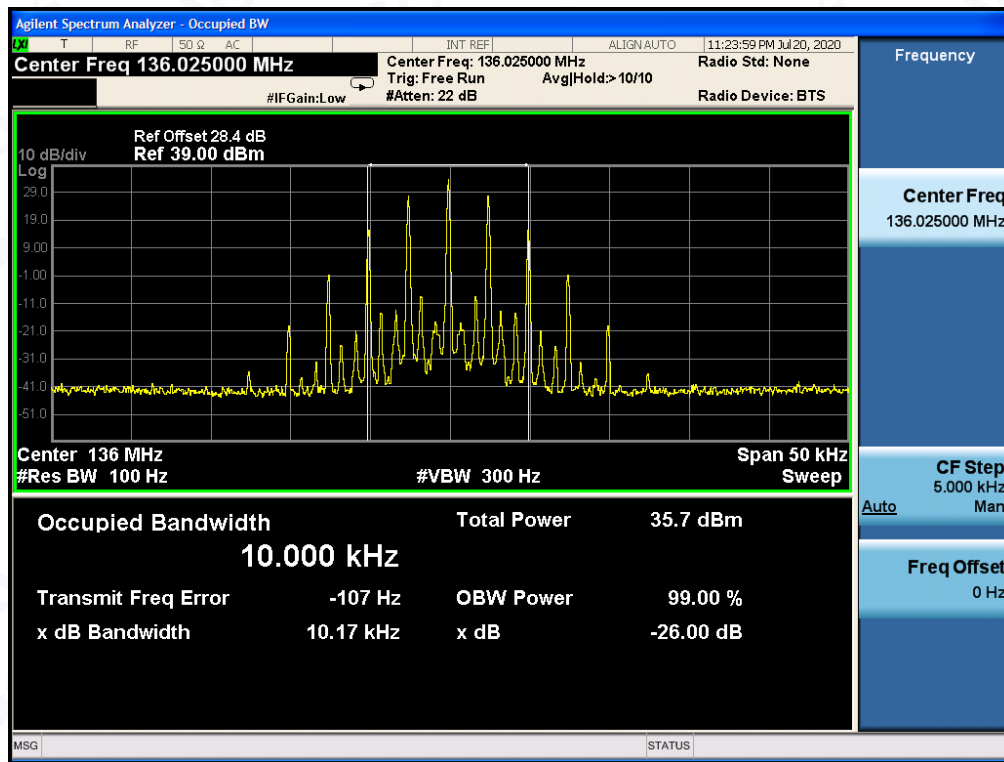 Agilent Spectrum Analyzer - Occupied BW
LXI T RF 50 Ω AC INT REF ALIGN AUTO 11:23:59 PM Jul 20, 2020
Center Freq 136.025000 MHz
Center Freq: 136.025000 MHz
Radio Std: None
Trig: Free Run Avg|Hold:> 10/10
#IFGain:Low
#Atten: 22 dB
Radio Device: BTS
Ref Offset 28.4 dB
10 dB/div Ref 39.00 dBm
Log
29.0
19.0
9.00
-1.00
-11.0
-21.0
-31.0
-41.0
-51.0
Center 136 MHz Span 50 kHz
#Res BW 100 Hz #VBW 300 Hz Sweep
Occupied Bandwidth Total Power 35.7 dBm
10.000 kHz
Transmit Freq Error -107 Hz OBW Power 99.00 %
x dB Bandwidth 10.17 kHz x dB -26.00 dB
MSG STATUS
Frequency
Center Freq
136.025000 MHz
CF Step
5.000 kHz
Auto Man
Freq Offset
0 Hz